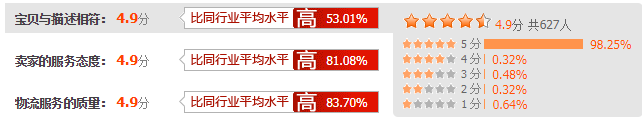 宝贝与描述相符： 4.9分 比同行业平均水平 高 53.01%
卖家的服务态度： 4.9分 比同行业平均水平 高 81.08%
物流服务的质量： 4.9分 比同行业平均水平 高 83.70%
4.9分 共627人
5分 98.25%
4分 0.32%
3分 0.48%
2分 0.32%
1分 0.64%